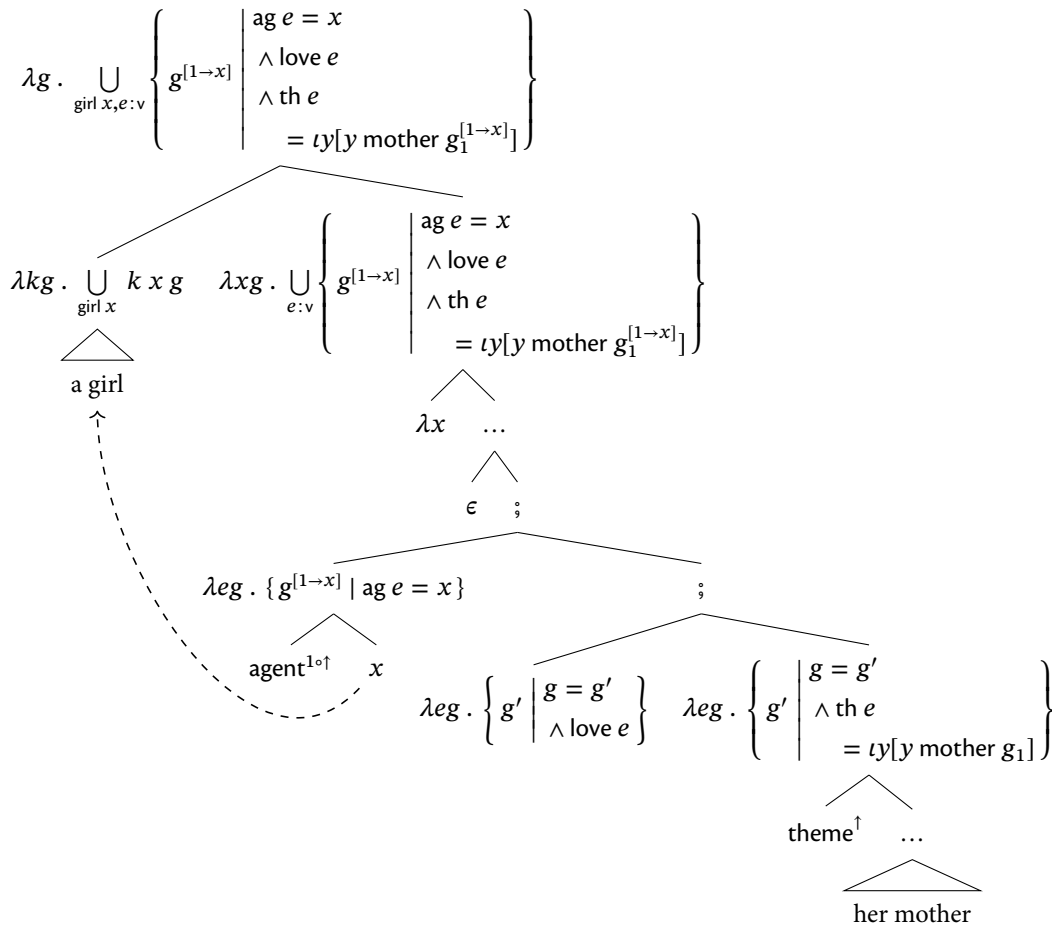 λg . ⋃_{girl x,e:v} { g^{[1→x]} | ag e = x
∧ love e
∧ th e
= ιy[y mother g_1^{[1→x]}] }
λkg . ⋃_{girl x} k x g
λxg . ⋃_{e:v} { g^{[1→x]} | ag e = x
∧ love e
∧ th e
= ιy[y mother g_1^{[1→x]}] }
a girl
λx …
ϵ ⨟
λeg . { g^{[1→x]} | ag e = x }
⨟
agent^{1∘↑} x
λeg . { g′ | g = g′
∧ love e }
λeg . { g′ | g = g′
∧ th e
= ιy[y mother g_1] }
theme^↑ …
her mother